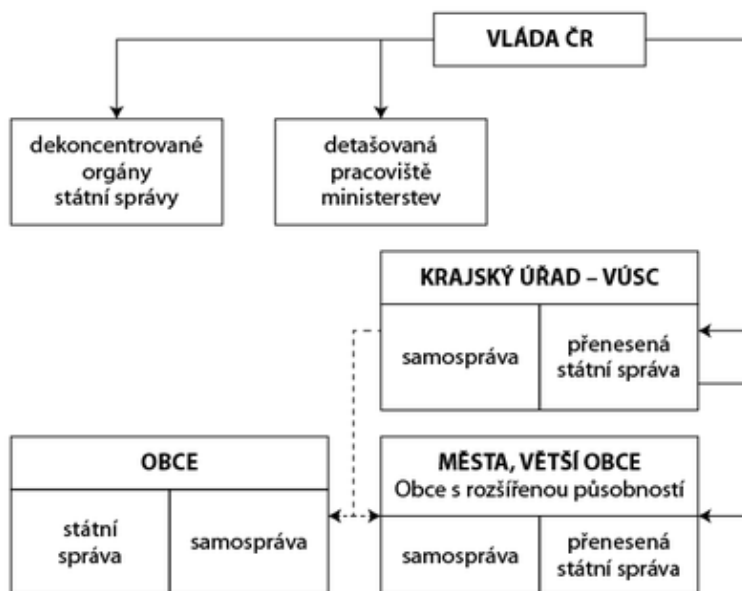 VLÁDA ČR
dekoncentrované
orgány
státní správy
detašovaná
pracoviště
ministerstev
KRAJSKÝ ÚŘAD – VÚSC
samospráva
přenesená
státní správa
OBCE
státní
správa
samospráva
MĚSTA, VĚTŠÍ OBCE
Obce s rozšířenou působností
samospráva
přenesená
státní správa